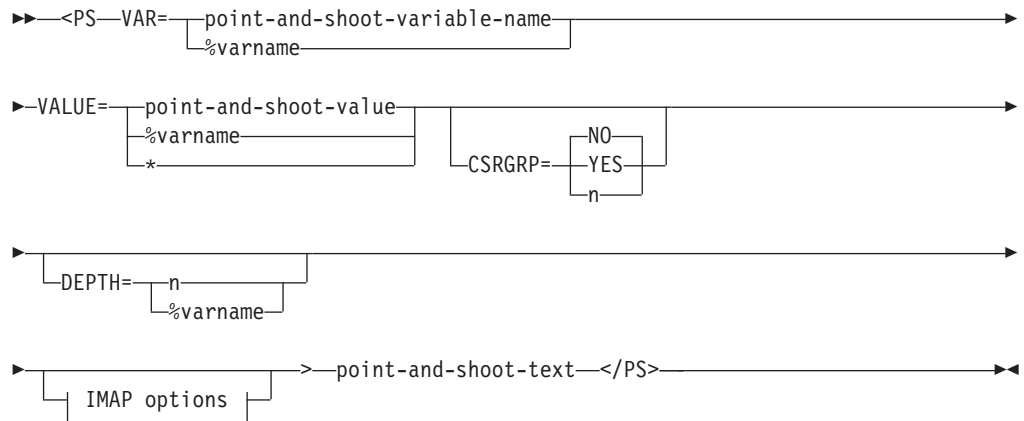 <PS VAR= point-and-shoot-variable-name
%varname
VALUE= point-and-shoot-value
%varname
*
CSRGRP= NO
YES
n
DEPTH= n
%varname
IMAP options
> point-and-shoot-text </PS>